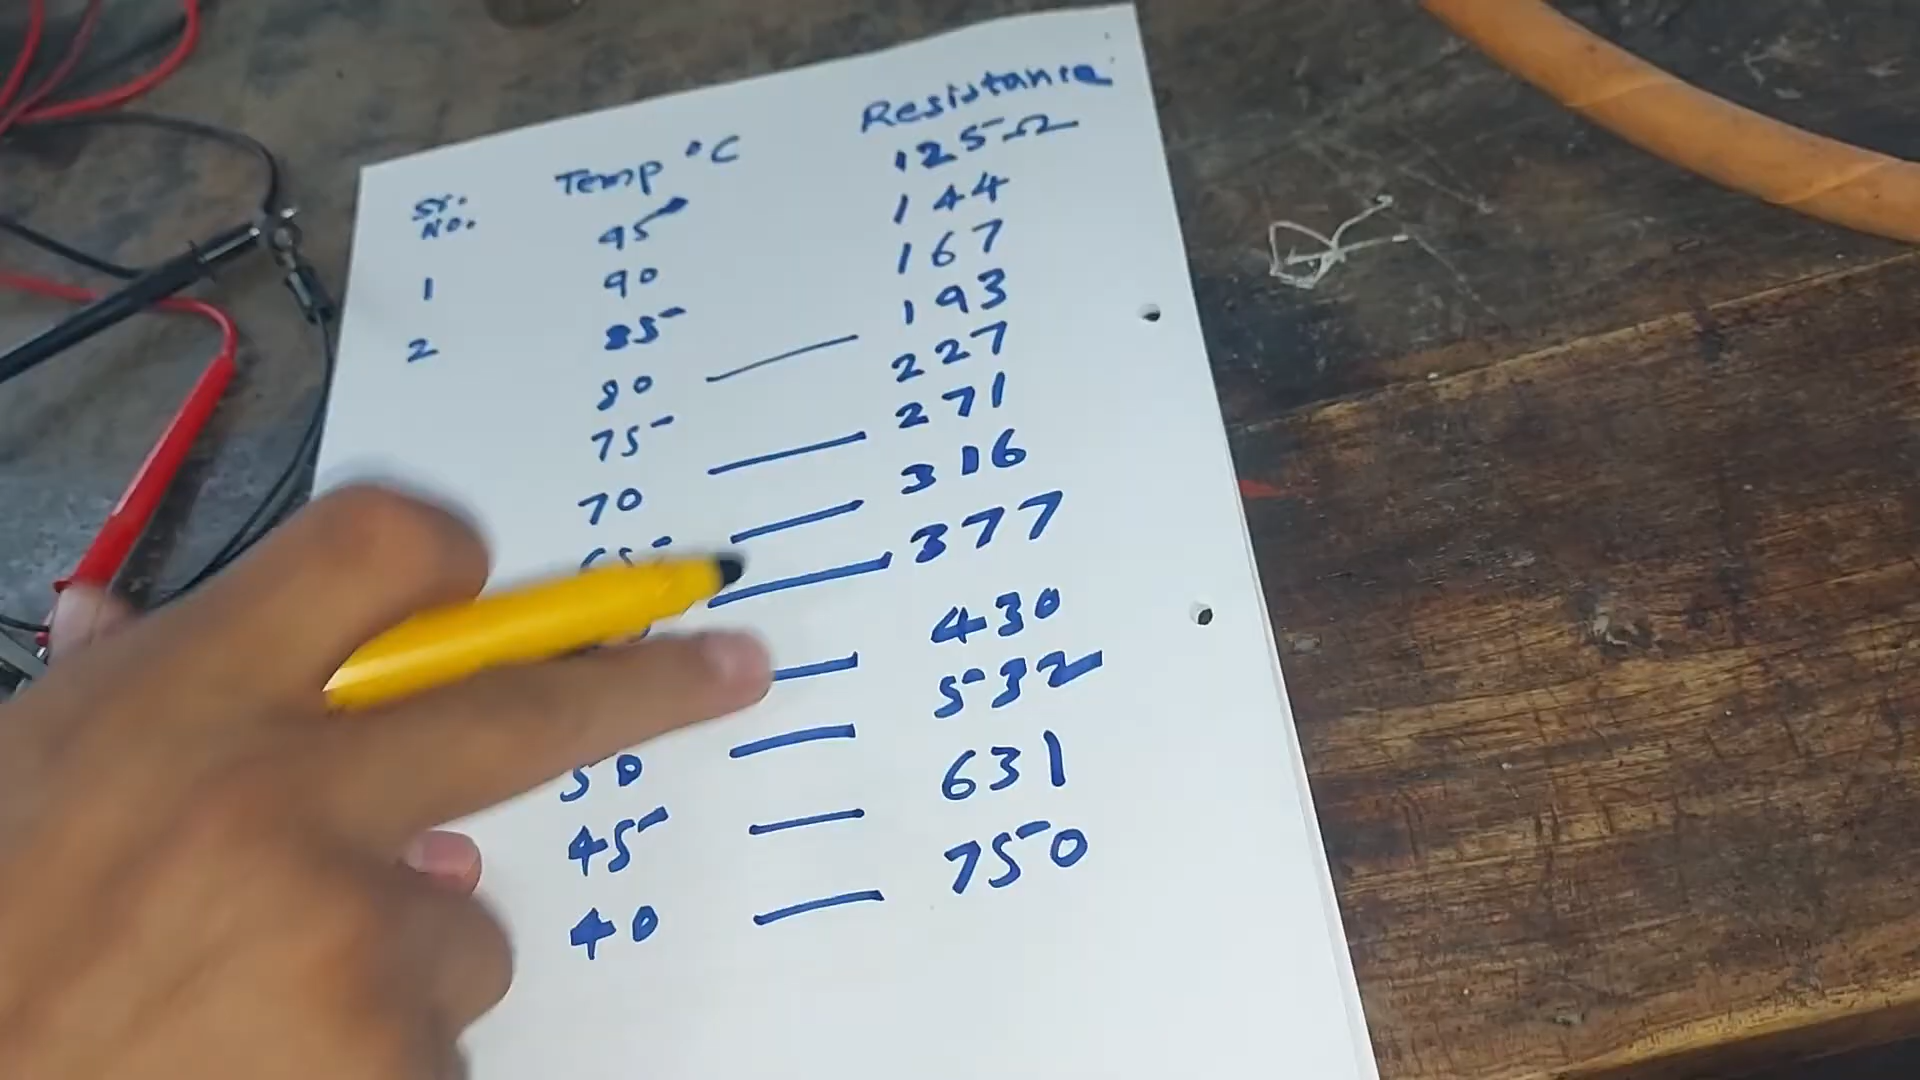 Sr. No. Temp °C Resistance
1 95 125Ω
2 90 144
85 167
80 — 193
75 227
70 — 271
— 316
— 377
— 430
50 — 532
45 — 631
40 — 750